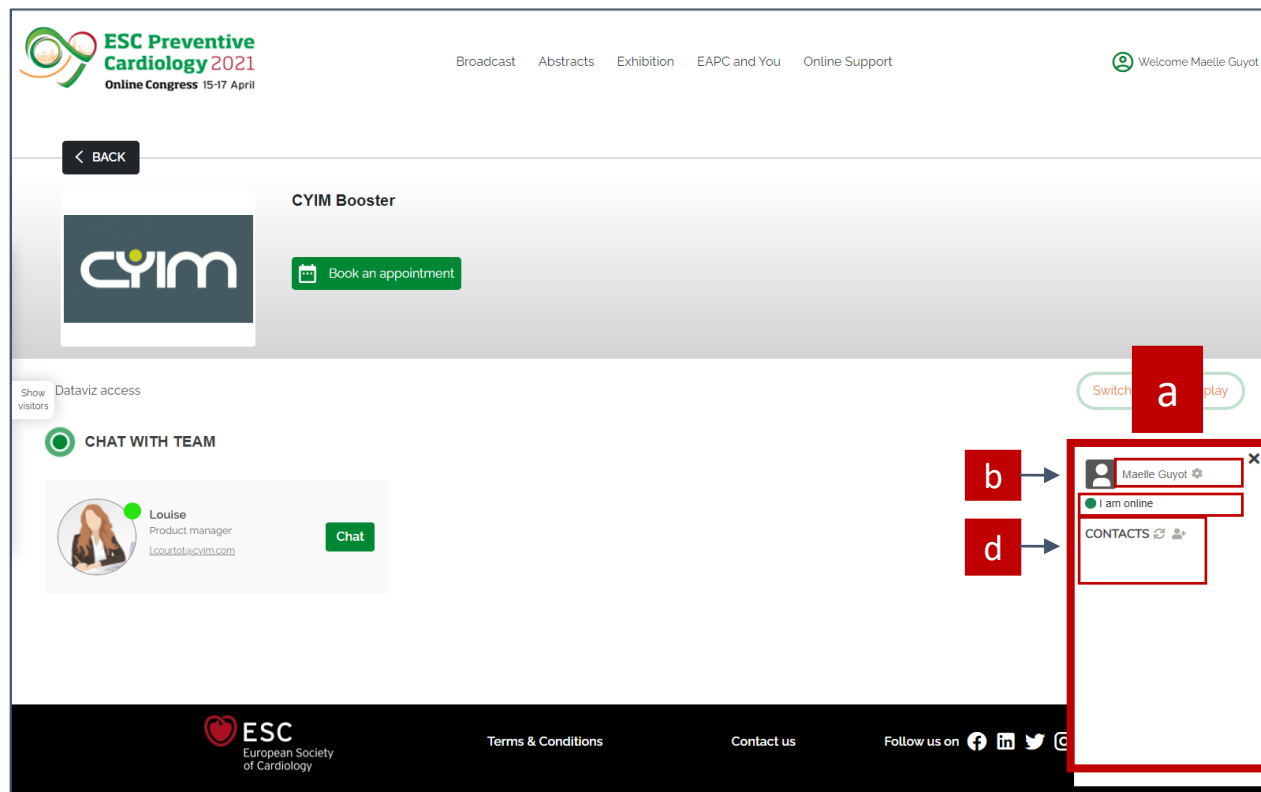 ESC Preventive
Cardiology 2021
Online Congress 15-17 April
Broadcast Abstracts Exhibition EAPC and You Online Support
Welcome Maelle Guyot
BACK
CYIM Booster
CYIM
Book an appointment
Show
visitors
Dataviz access
Switch play
a
CHAT WITH TEAM
Louise
Product manager
l.courtot@cyim.com
Chat
b
Maelle Guyot
I am online
d
CONTACTS
ESC
European Society
of Cardiology
Terms & Conditions
Contact us
Follow us on